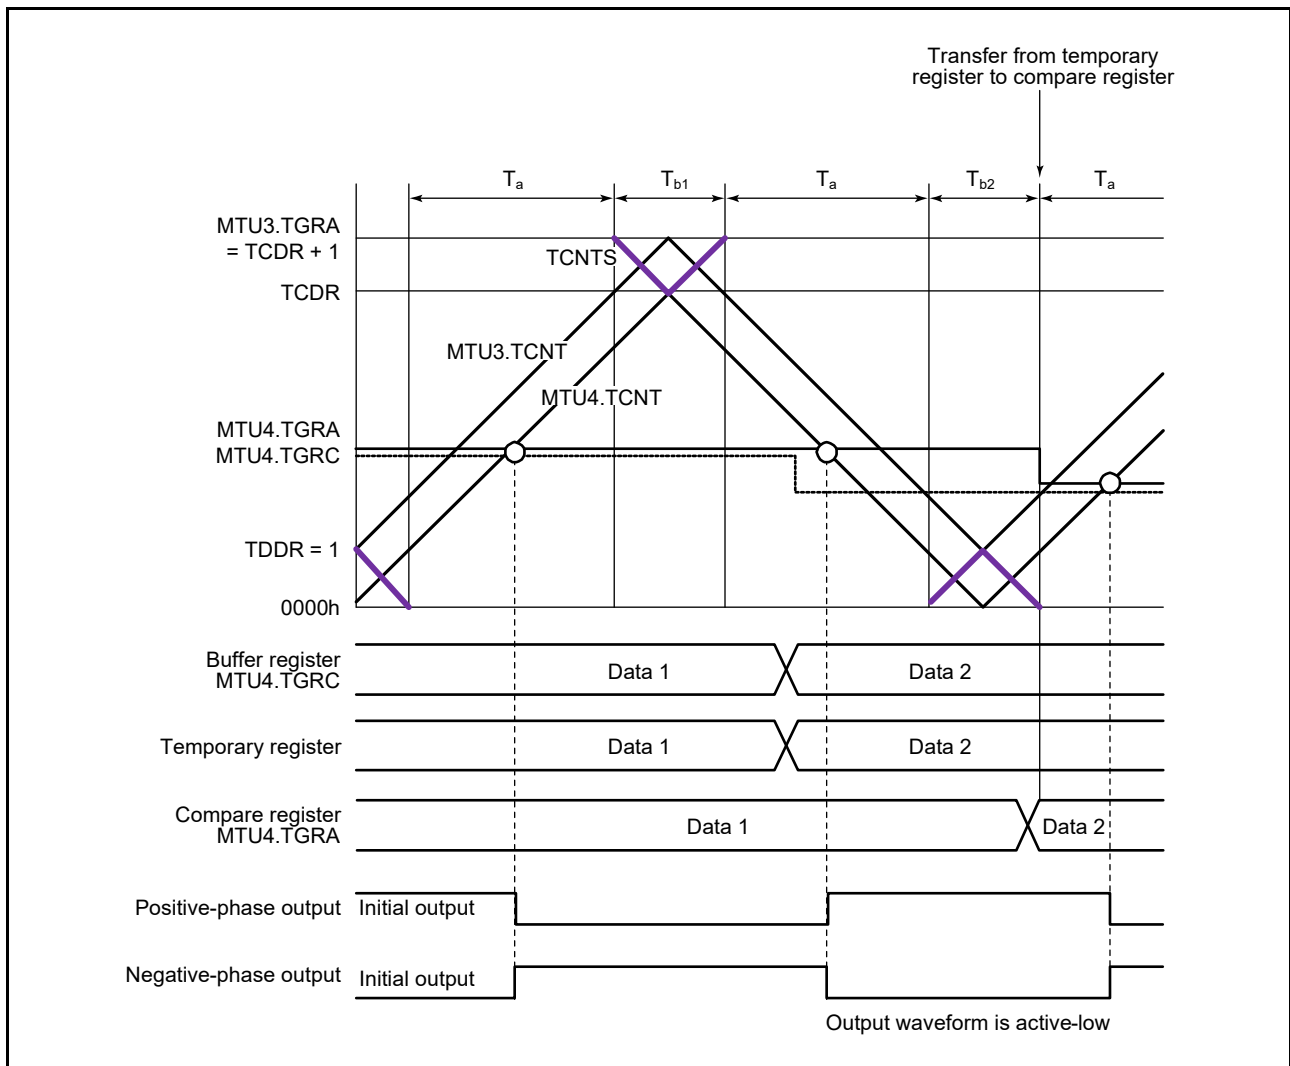 Transfer from temporary
register to compare register
Ta
Tb1
Ta
Tb2
Ta
MTU3.TGRA
= TCDR + 1
TCNTS
TCDR
MTU3.TCNT
MTU4.TCNT
MTU4.TGRA
MTU4.TGRC
TDDR = 1
0000h
Buffer register
MTU4.TGRC
Data 1
Data 2
Temporary register
Data 1
Data 2
Compare register
MTU4.TGRA
Data 1
Data 2
Positive-phase output
Initial output
Negative-phase output
Initial output
Output waveform is active-low